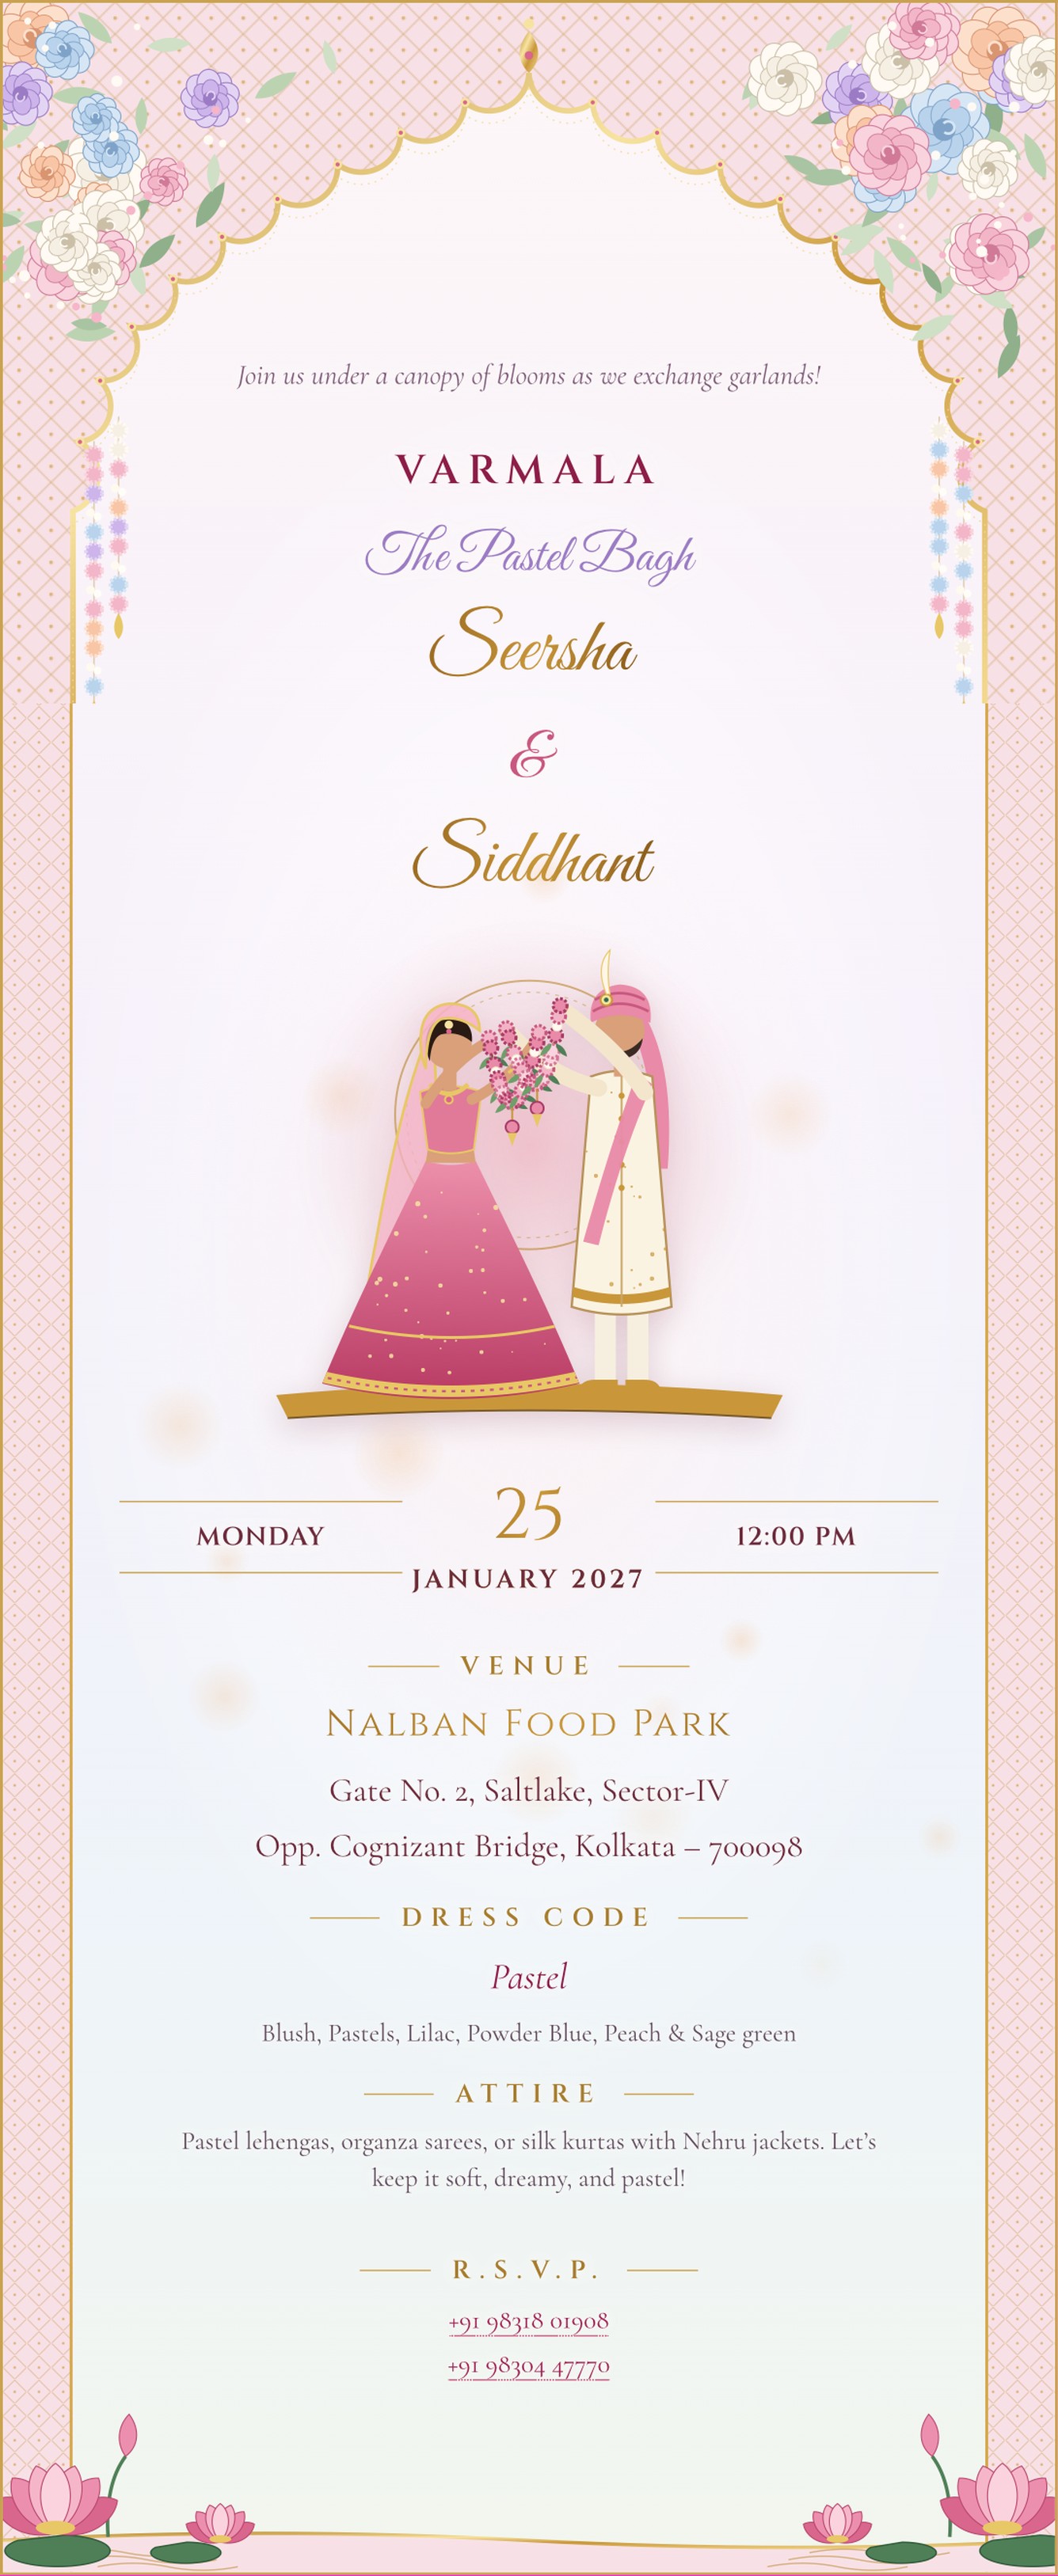 Join us under a canopy of blooms as we exchange garlands!
VARMALA
The Pastel Bagh
Seersha
&
Siddhant
MONDAY
25
JANUARY 2027
12:00 PM
VENUE
NALBAN FOOD PARK
Gate No. 2, Saltlake, Sector-IV
Opp. Cognizant Bridge, Kolkata – 700098
DRESS CODE
Pastel
Blush, Pastels, Lilac, Powder Blue, Peach & Sage green
ATTIRE
Pastel lehengas, organza sarees, or silk kurtas with Nehru jackets. Let’s
keep it soft, dreamy, and pastel!
R.S.V.P.
+91 98318 01908
+91 98304 47770